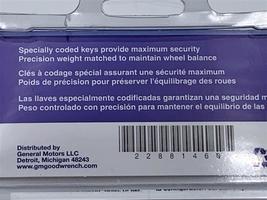 Specially coded keys provide maximum security
Precision weight matched to maintain wheel balance
Clés à codage spécial assurant une sécurité maximum
Poids de précision pour préserver l'équilibrage des roues
Las llaves especialmente codificadas garantizan una seguridad
Peso controlado con precisión para mantener el equilibrio de las
Distributed by
General Motors LLC
Detroit, Michigan 48243
www.gmgoodwrench.com
22881460